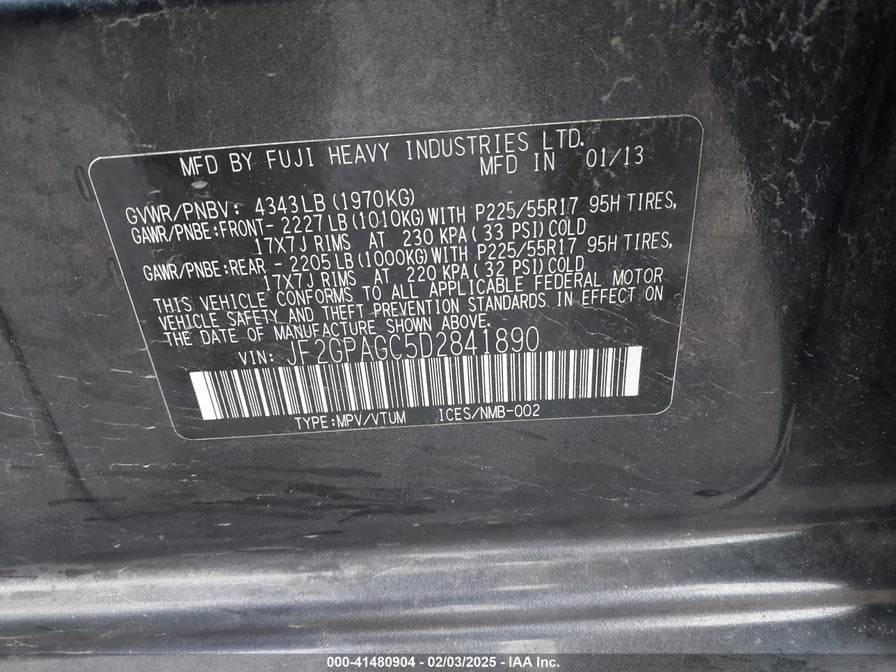 MFD BY FUJI HEAVY INDUSTRIES LTD.
MFD IN 01/13
GVWR/PNBV: 4343LB (1970KG)
GAWR/PNBE:FRONT- 2227LB (1010KG) WITH P225/55R17 95H TIRES,
17X7J RIMS AT 230 KPA (33 PSI) COLD
GAWR/PNBE:REAR - 2205LB (1000KG) WITH P225/55R17 95H TIRES,
17X7J RIMS AT 220 KPA (32 PSI) COLD
THIS VEHICLE CONFORMS TO ALL APPLICABLE FEDERAL MOTOR
VEHICLE SAFETY AND THEFT PREVENTION STANDARDS IN EFFECT ON
THE DATE OF MANUFACTURE SHOWN ABOVE.
VIN: JF2GPAGC5D2841890
TYPE:MPV/VTUM ICES/NMB-002
000-41480904 - 02/03/2025 - IAA Inc.